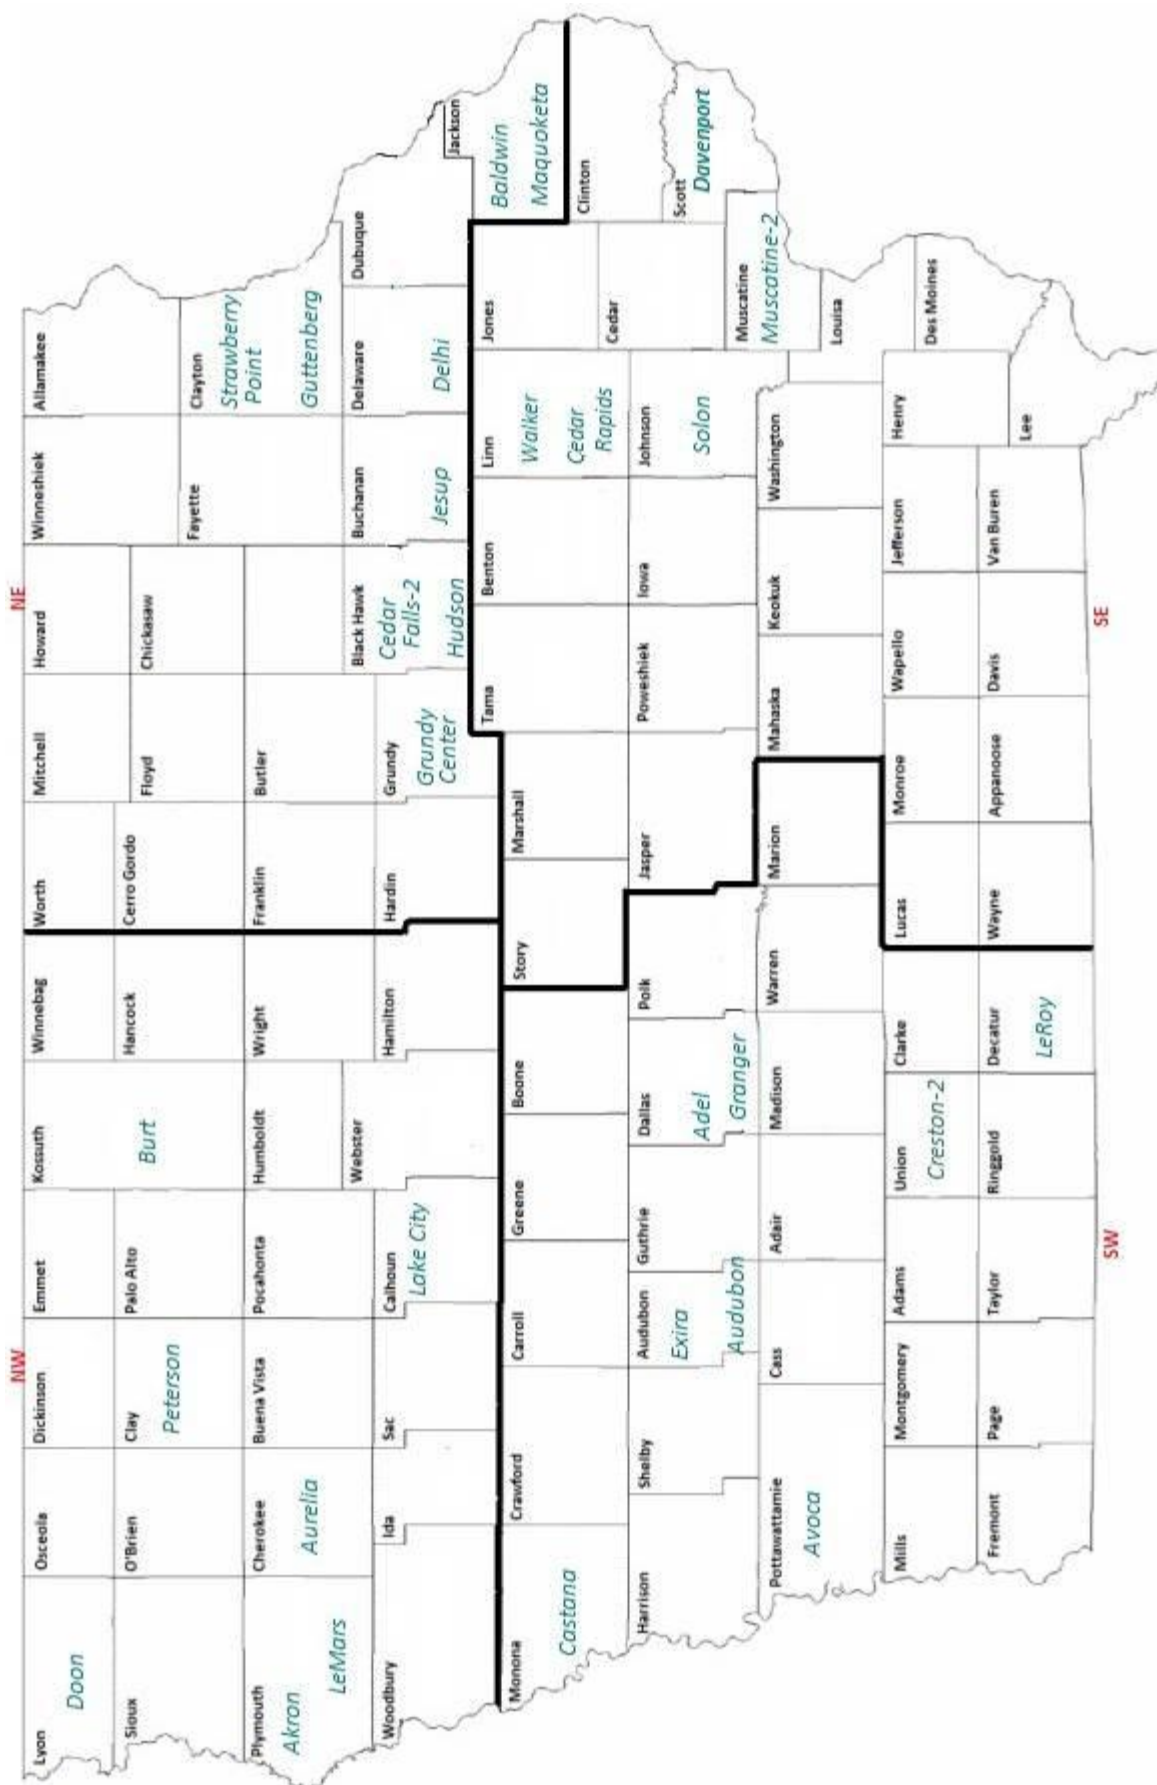 NW
NE
Lyon
Doon
Osceola
Dickinson
Emmet
Kossuth
Burt
Winnebag
Worth
Mitchell
Howard
Winneshiek
Allamakee
Sioux
O'Brien
Clay
Peterson
Palo Alto
Hancock
Cerro Gordo
Floyd
Chickasaw
Fayette
Clayton
Strawberry
Point
Guttenberg
Plymouth
Akron
LeMars
Cherokee
Aurelia
Buena Vista
Pocahonta
Humboldt
Wright
Franklin
Butler
Webster
Black Hawk
Cedar
Falls-2
Hudson
Buchanan
Jesup
Delaware
Delhi
Dubuque
Woodbury
Ida
Sac
Calhoun
Lake City
Hamilton
Hardin
Grundy
Grundy
Center
Jackson
Baldwin
Maquoketa
Tama
Benton
Linn
Walker
Cedar
Rapids
Jones
Monona
Castana
Crawford
Carroll
Greene
Boone
Story
Marshall
Clinton
Cedar
Harrison
Shelby
Audubon
Exira
Audubon
Guthrie
Dallas
Adel
Granger
Polk
Jasper
Poweshiek
Iowa
Johnson
Solon
Scott
Davenport
Muscatine
Muscatine-2
Pottawattamie
Avoca
Cass
Adair
Madison
Warren
Marion
Mahaska
Keokuk
Washington
Louisa
Mills
Montgomery
Adams
Union
Creston-2
Clarke
Lucas
Monroe
Wapello
Jefferson
Henry
Des Moines
Fremont
Page
Taylor
Ringgold
Decatur
LeRoy
Wayne
Appanoose
Davis
Van Buren
Lee
SW
SE